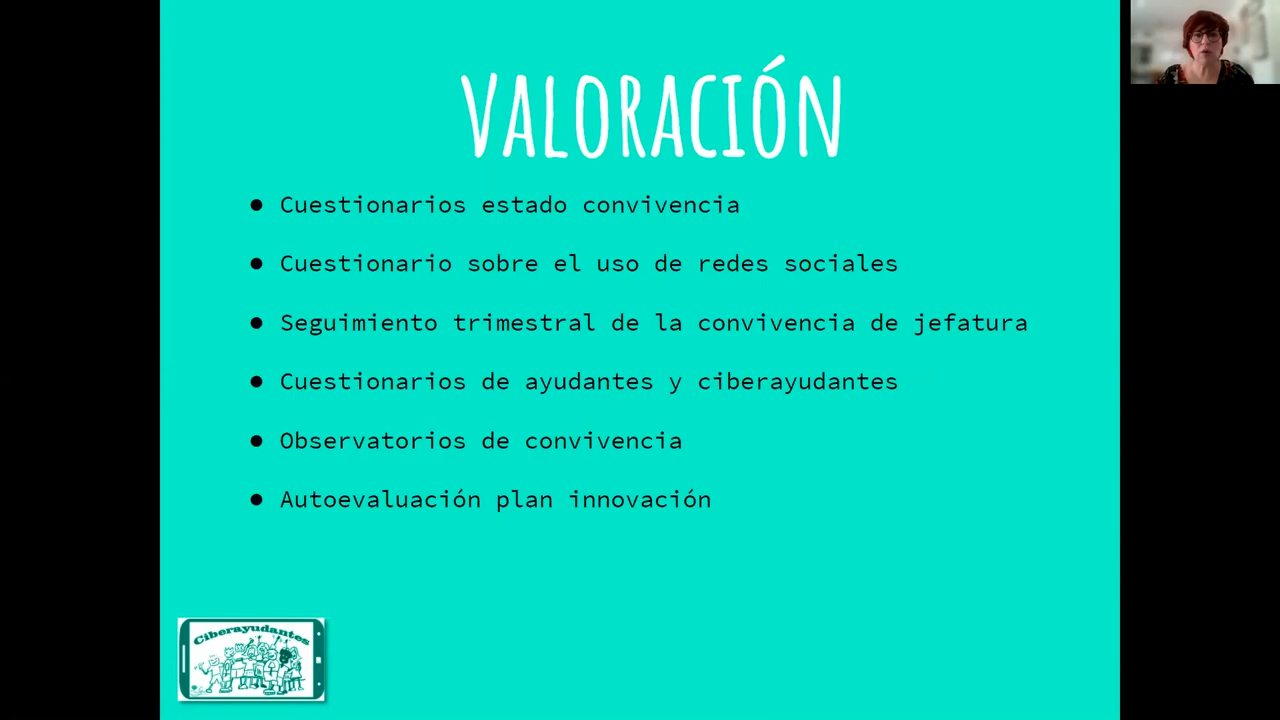 VALORACIÓN
● Cuestionarios estado convivencia
● Cuestionario sobre el uso de redes sociales
● Seguimiento trimestral de la convivencia de jefatura
● Cuestionarios de ayudantes y ciberayudantes
● Observatorios de convivencia
● Autoevaluación plan innovación
Ciberayudantes